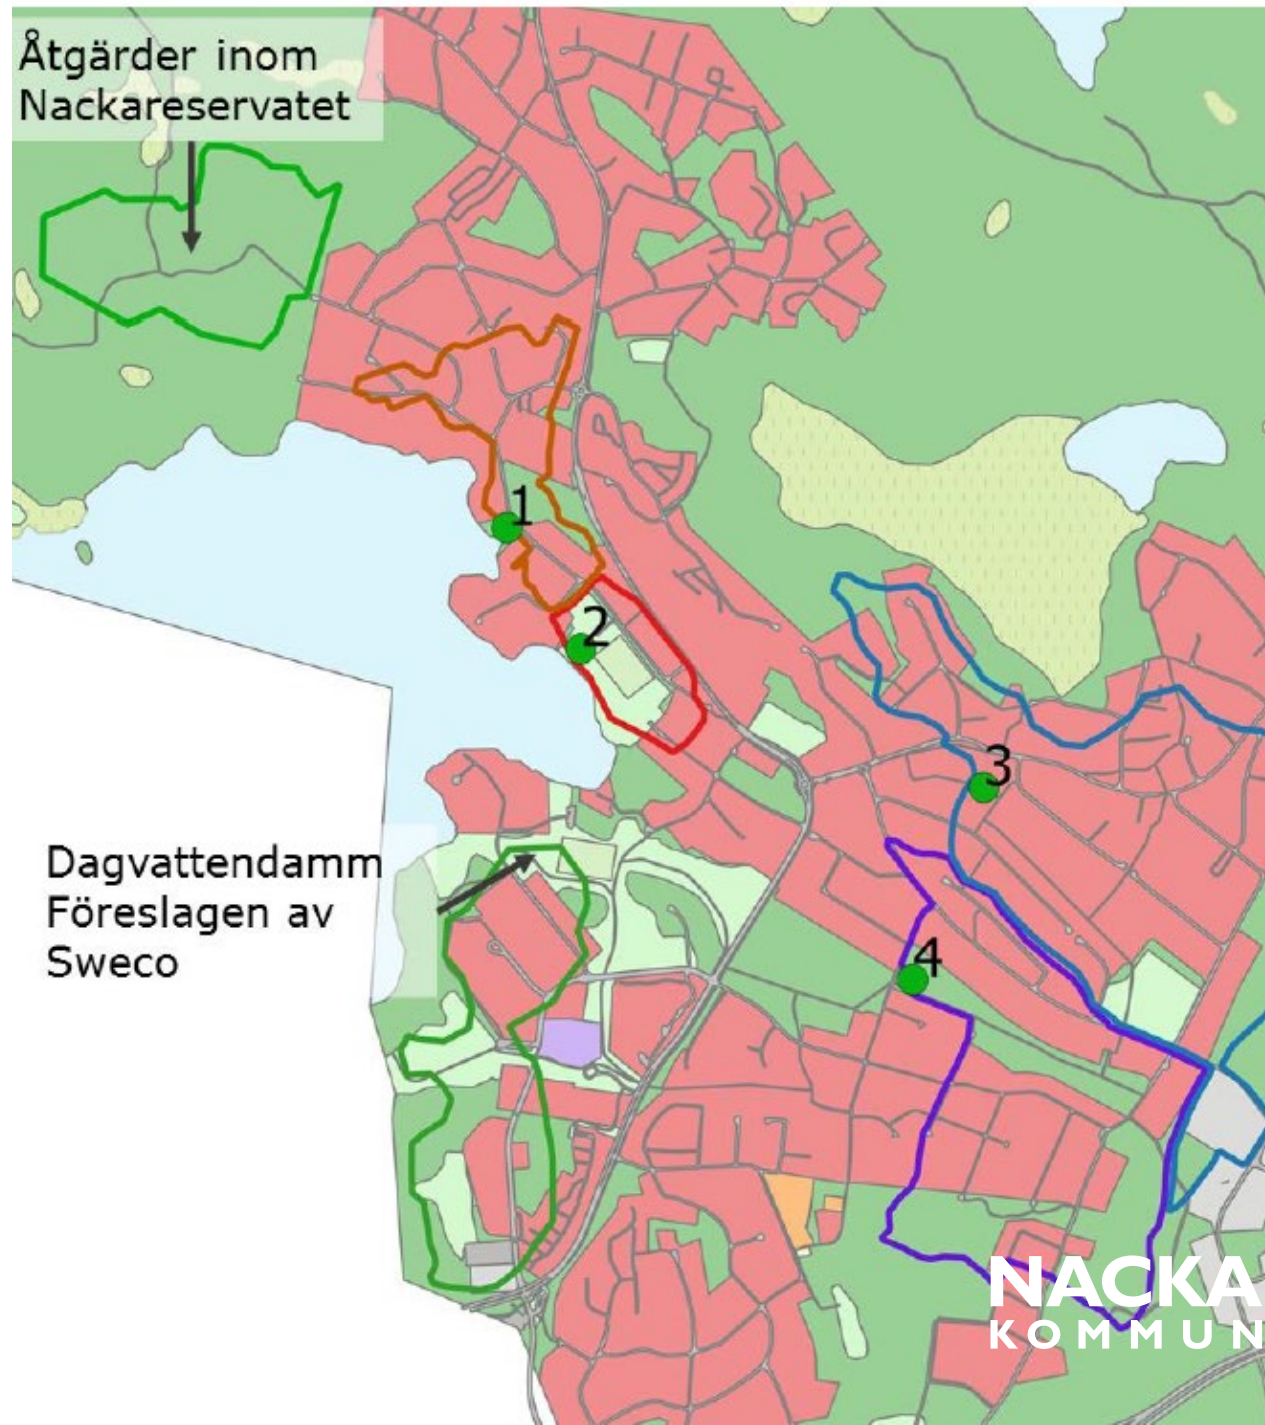 Åtgärder inom
Nackareservatet
1
2
3
Dagvattendamm
Föreslagen av
Sweco
4
NACKA
KOMMUN